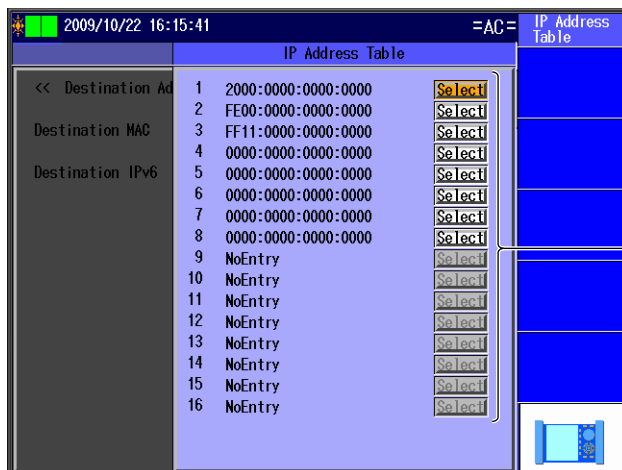 2009/10/22 16:15:41 =AC= IP Address Table
IP Address Table
<< Destination Ad
Destination MAC
Destination IPv6
1 2000:0000:0000:0000 Select
2 FE00:0000:0000:0000 Select
3 FF11:0000:0000:0000 Select
4 0000:0000:0000:0000 Select
5 0000:0000:0000:0000 Select
6 0000:0000:0000:0000 Select
7 0000:0000:0000:0000 Select
8 0000:0000:0000:0000 Select
9 NoEntry Select
10 NoEntry Select
11 NoEntry Select
12 NoEntry Select
13 NoEntry Select
14 NoEntry Select
15 NoEntry Select
16 NoEntry Select